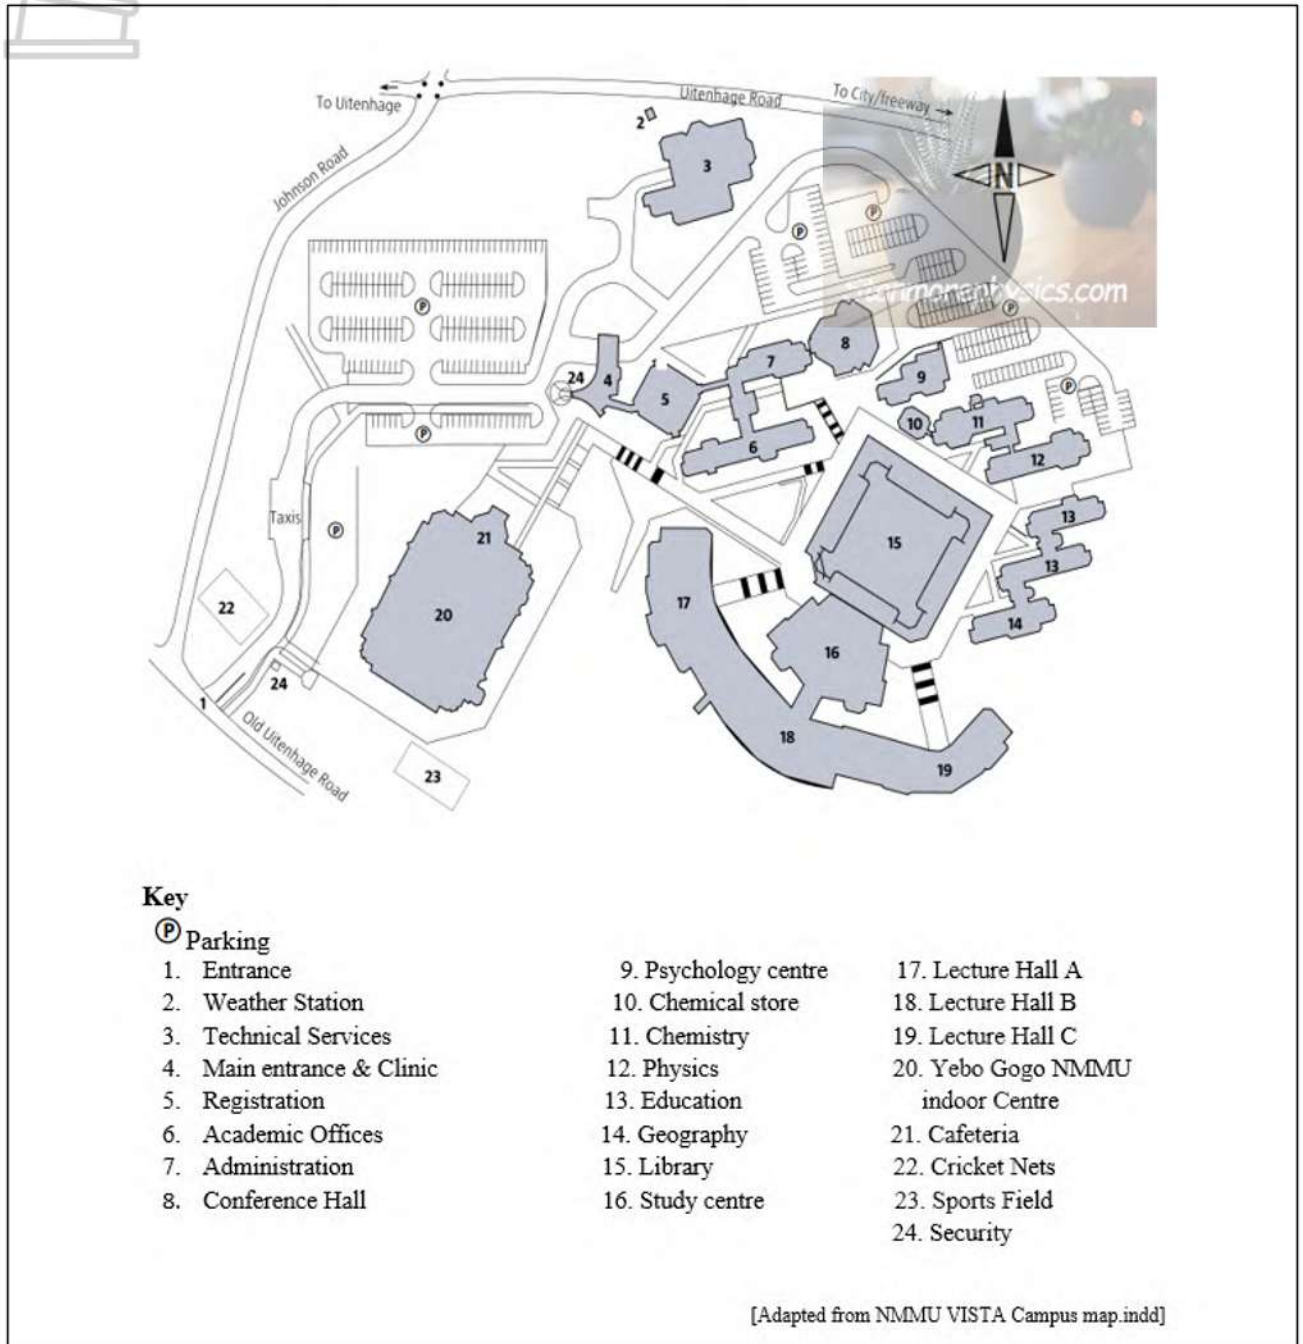 To Uitenhage
Uitenhage Road
To City/freeway
Johnson Road
2
3
N
P
P
P
P
P
P
P
1
24
4
5
7
8
9
10
11
6
12
Taxis
21
15
13
13
22
20
17
14
16
24
1
Old Uitenhage Road
18
23
19
Key
P Parking
1. Entrance
2. Weather Station
3. Technical Services
4. Main entrance & Clinic
5. Registration
6. Academic Offices
7. Administration
8. Conference Hall
9. Psychology centre
10. Chemical store
11. Chemistry
12. Physics
13. Education
14. Geography
15. Library
16. Study centre
17. Lecture Hall A
18. Lecture Hall B
19. Lecture Hall C
20. Yebo Gogo NMMU
indoor Centre
21. Cafeteria
22. Cricket Nets
23. Sports Field
24. Security
[Adapted from NMMU VISTA Campus map.indd]